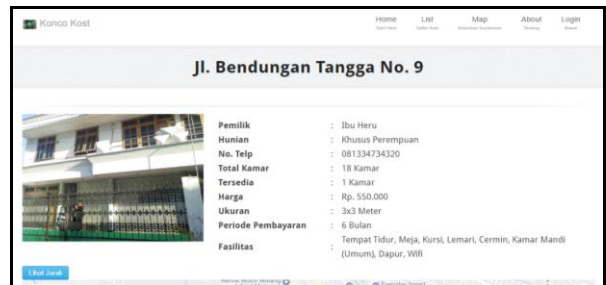 Konco Kost
Home List Map About Login
Jl. Bendungan Tangga No. 9
Pemilik : Ibu Heru
Hunian : Khusus Perempuan
No. Telp : 081334734320
Total Kamar : 18 Kamar
Tersedia : 1 Kamar
Harga : Rp. 550.000
Ukuran : 3x3 Meter
Periode Pembayaran : 6 Bulan
Fasilitas : Tempat Tidur, Meja, Kursi, Lemari, Cermin, Kamar Mandi
(Umum), Dapur, Wifi
Lihat Jarak